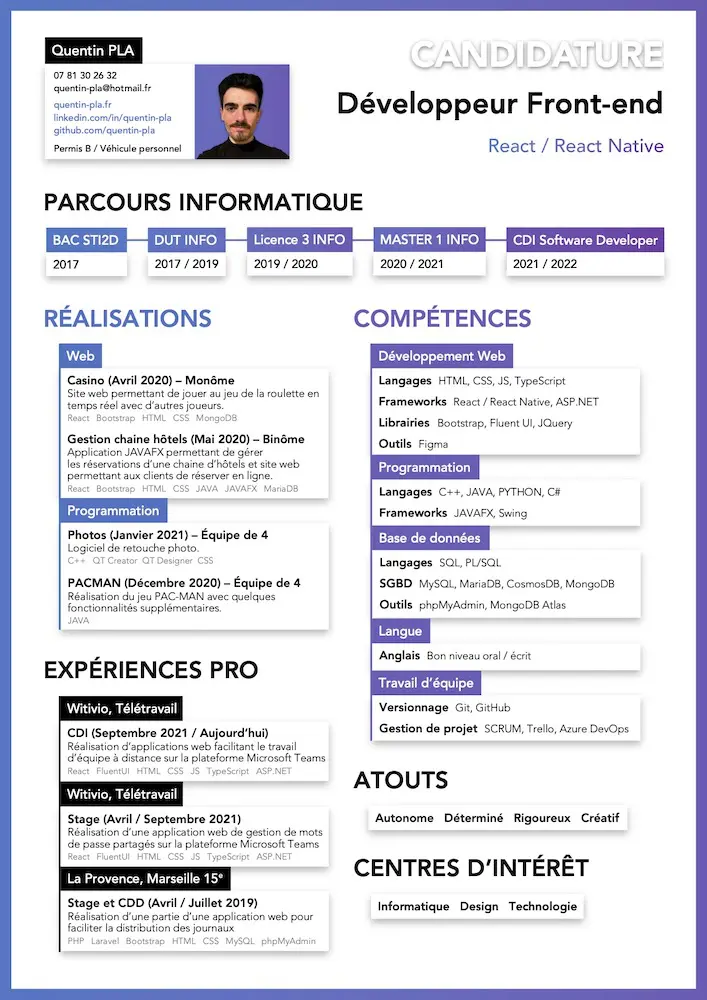 Quentin PLA
07 81 30 26 32
quentin-pla@hotmail.fr
quentin-pla.fr
linkedin.com/in/quentin-pla
github.com/quentin-pla
Permis B / Véhicule personnel
CANDIDATURE
Développeur Front-end
React / React Native
PARCOURS INFORMATIQUE
BAC STI2D
2017
DUT INFO
2017 / 2019
Licence 3 INFO
2019 / 2020
MASTER 1 INFO
2020 / 2021
CDI Software Developer
2021 / 2022
RÉALISATIONS
Web
Casino (Avril 2020) – Monôme
Site web permettant de jouer au jeu de la roulette en
temps réel avec d’autres joueurs.
React Bootstrap HTML CSS MongoDB
Gestion chaine hôtels (Mai 2020) – Binôme
Application JAVAFX permettant de gérer
les réservations d’une chaine d’hôtels et site web
permettant aux clients de réserver en ligne.
React Bootstrap HTML CSS JAVA JAVAFX MariaDB
Programmation
Photos (Janvier 2021) – Équipe de 4
Logiciel de retouche photo.
C++ QT Creator QT Designer CSS
PACMAN (Décembre 2020) – Équipe de 4
Réalisation du jeu PAC-MAN avec quelques
fonctionnalités supplémentaires.
JAVA
EXPÉRIENCES PRO
Witivio, Télétravail
CDI (Septembre 2021 / Aujourd’hui)
Réalisation d’applications web facilitant le travail
d’équipe à distance sur la plateforme Microsoft Teams
React FluentUI HTML CSS JS TypeScript ASP.NET
Witivio, Télétravail
Stage (Avril / Septembre 2021)
Réalisation d’une application web de gestion de mots
de passe partagés sur la plateforme Microsoft Teams
React FluentUI HTML CSS JS TypeScript ASP.NET
La Provence, Marseille 15ᵉ
Stage et CDD (Avril / Juillet 2019)
Réalisation d’une partie d’une application web pour
faciliter la distribution des journaux
PHP Laravel Bootstrap HTML CSS MySQL phpMyAdmin
COMPÉTENCES
Développement Web
Langages HTML, CSS, JS, TypeScript
Frameworks React / React Native, ASP.NET
Librairies Bootstrap, Fluent UI, JQuery
Outils Figma
Programmation
Langages C++, JAVA, PYTHON, C#
Frameworks JAVAFX, Swing
Base de données
Langages SQL, PL/SQL
SGBD MySQL, MariaDB, CosmosDB, MongoDB
Outils phpMyAdmin, MongoDB Atlas
Langue
Anglais Bon niveau oral / écrit
Travail d’équipe
Versionnage Git, GitHub
Gestion de projet SCRUM, Trello, Azure DevOps
ATOUTS
Autonome Déterminé Rigoureux Créatif
CENTRES D’INTÉRÊT
Informatique Design Technologie